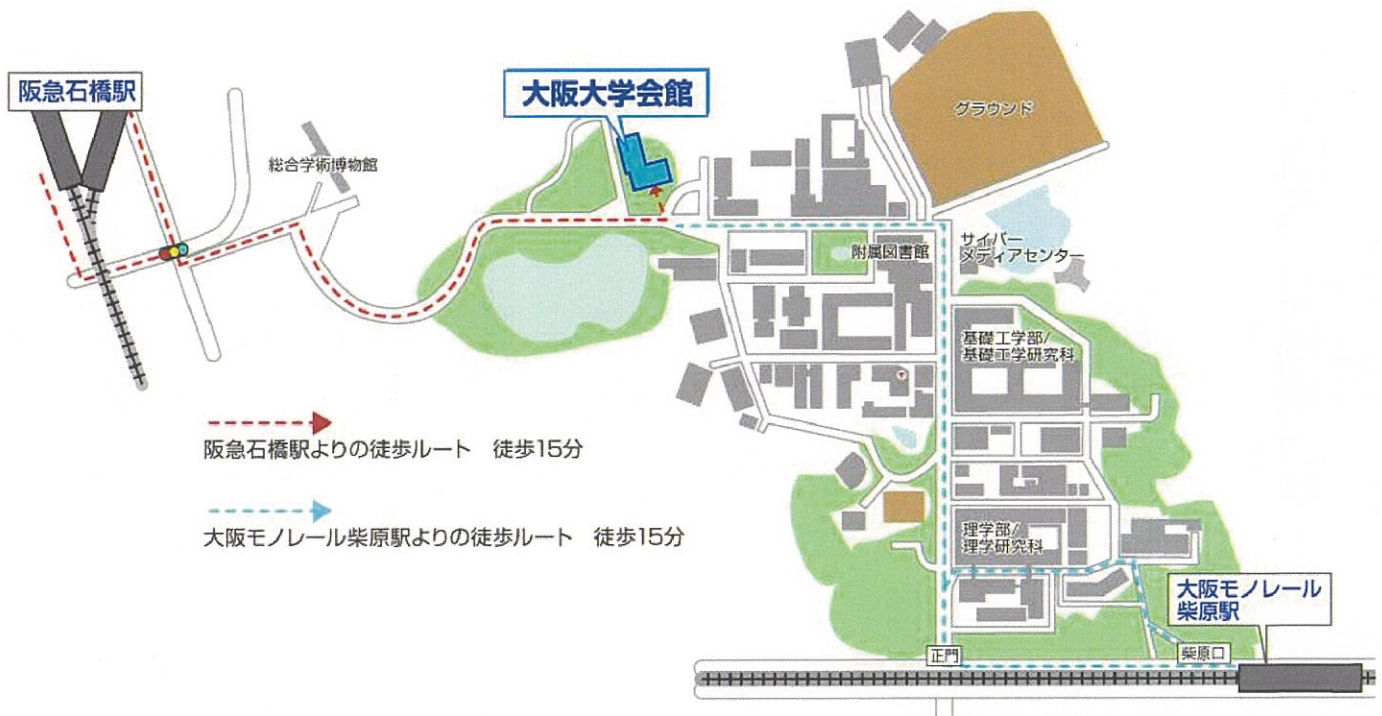 阪急石橋駅
大阪大学会館
グラウンド
総合学術博物館
附属図書館
サイバー
メディアセンター
基礎工学部/
基礎工学研究科
阪急石橋駅よりの徒歩ルート　徒歩15分
大阪モノレール柴原駅よりの徒歩ルート　徒歩15分
理学部/
理学研究科
大阪モノレール
柴原駅
正門
柴原口